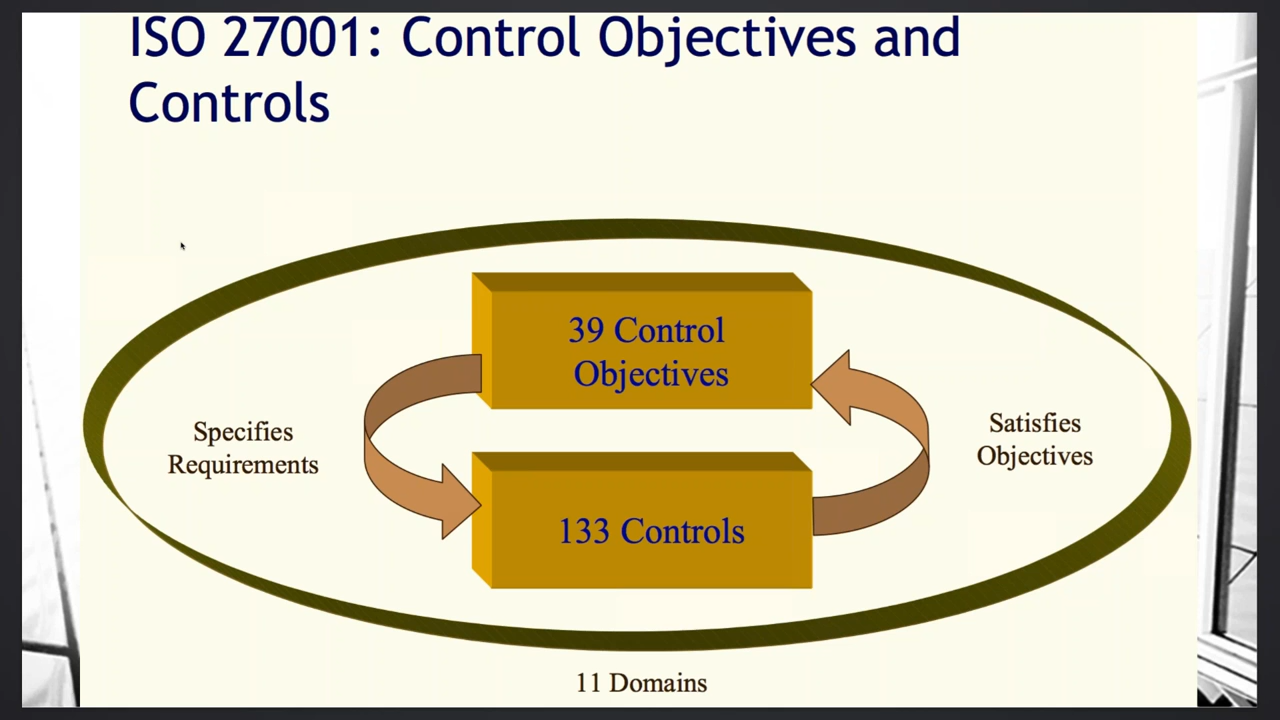 ISO 27001: Control Objectives and
Controls
39 Control
Objectives
Specifies
Requirements
Satisfies
Objectives
133 Controls
11 Domains